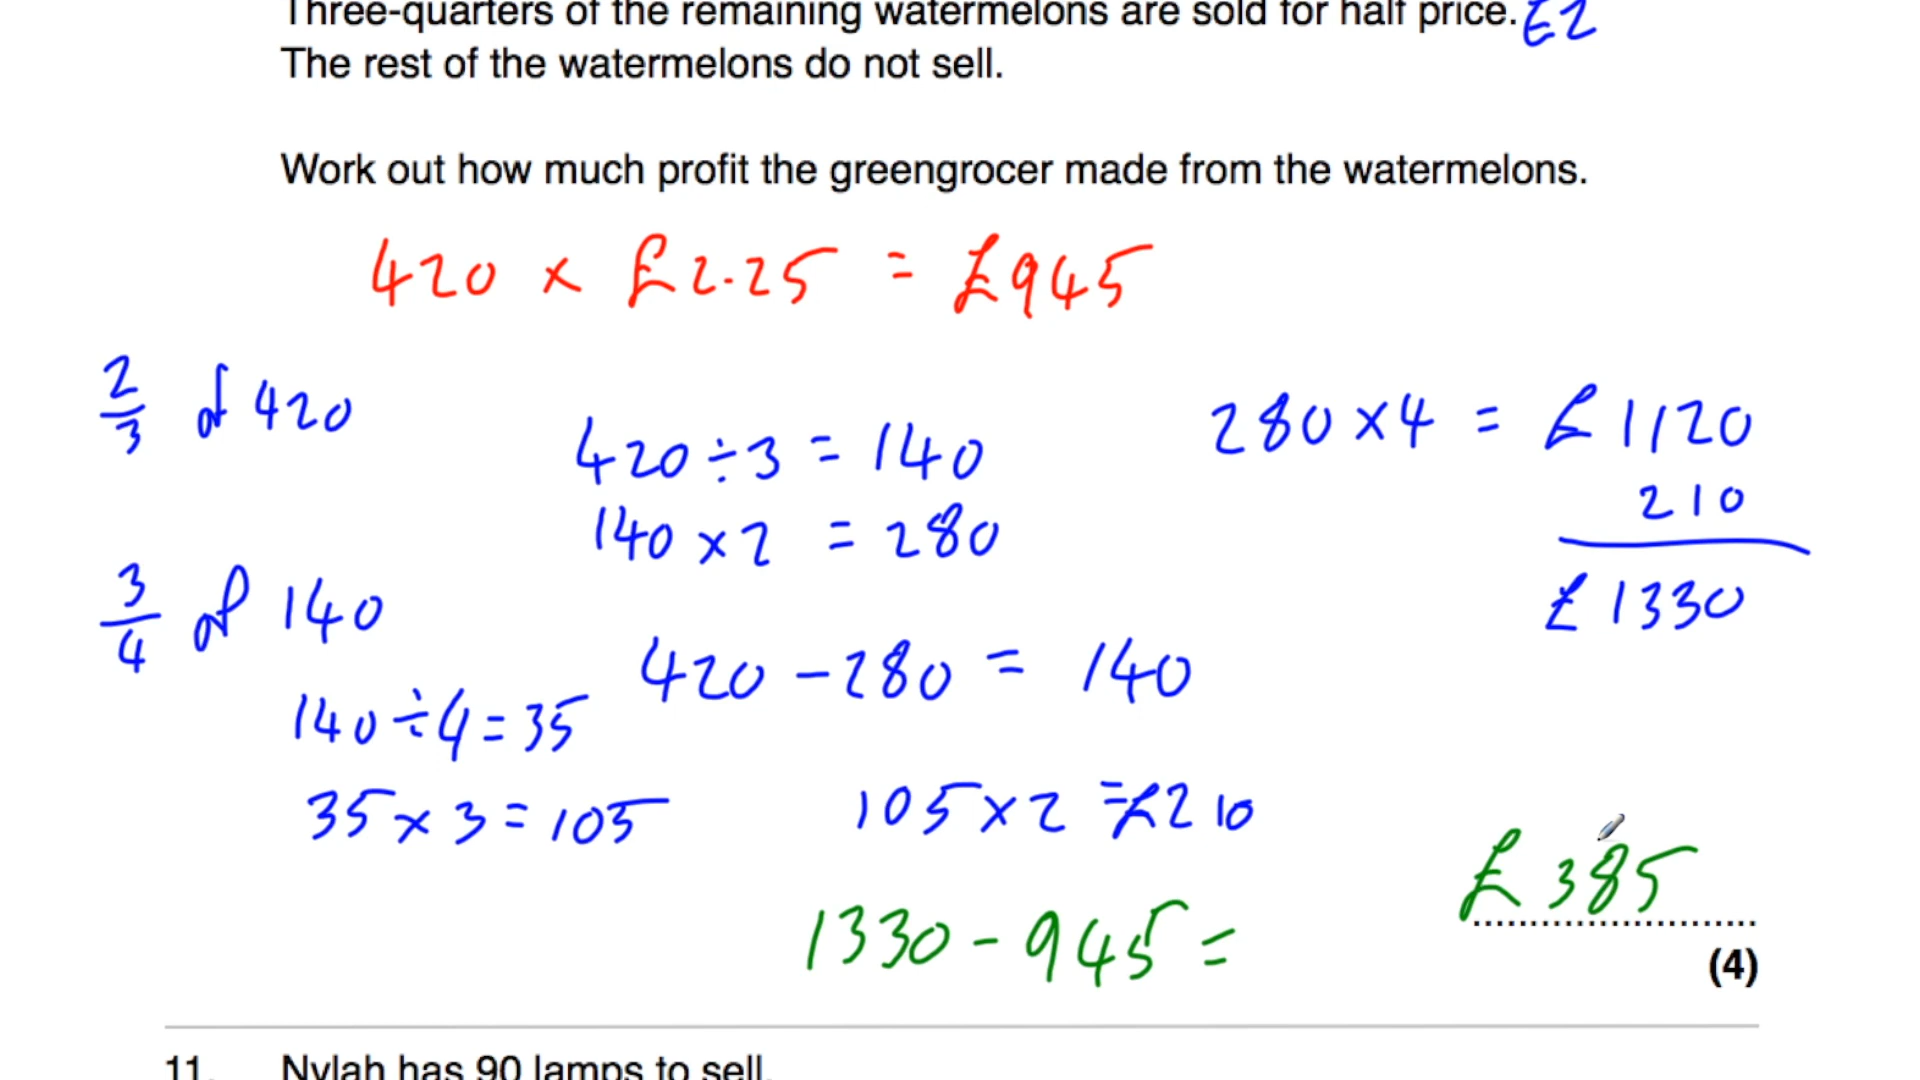 Three-quarters of the remaining watermelons are sold for half price. £2
The rest of the watermelons do not sell.
Work out how much profit the greengrocer made from the watermelons.
420 × £2.25 = £945
2/3 of 420
420 ÷ 3 = 140
140 × 2 = 280
280 × 4 = £1120
210
£1330
3/4 of 140
140 ÷ 4 = 35
35 × 3 = 105
420 - 280 = 140
105 × 2 = £210
1330 - 945 =
£385
(4)
11. Nylah has 90 lamps to sell.